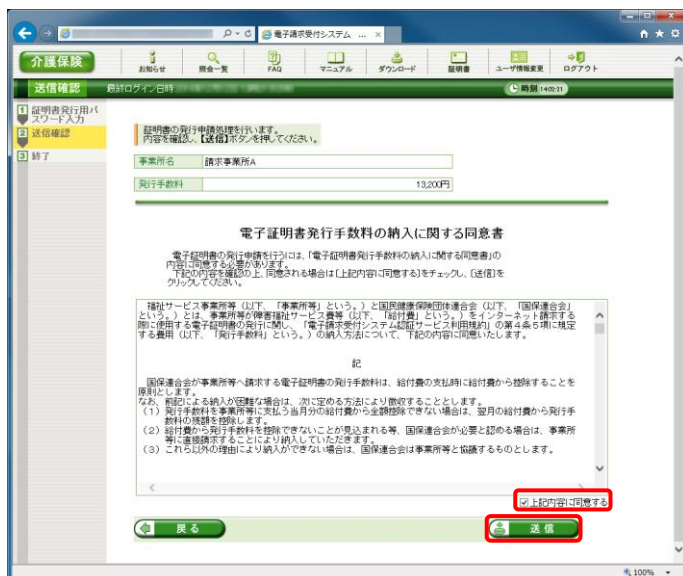 電子請求受付システム ...
介護保険
お知らせ
照会一覧
FAQ
マニュアル
ダウンロード
証明書
ユーザ情報変更
ログアウト
送信確認
最終ログイン日時
時刻 14:02:21
1 証明書発行用パスワード入力
2 送信確認
3 終了
証明書の発行申請処理を行います。
内容を確認し、【送信】ボタンを押してください。
事業所名 請求事業所A
発行手数料 13,200円
電子証明書発行手数料の納入に関する同意書
電子証明書の発行申請を行うには、「電子証明書発行手数料の納入に関する同意書」の
内容に同意する必要があります。
下記の内容を確認の上、同意される場合は［上記内容に同意する］をチェックし、［送信］を
クリックしてください。
福祉サービス事業所等（以下、「事業所等」という。）と国民健康保険団体連合会（以下、「国保連合会」
という。）とは、事業所等が障害福祉サービス費等（以下、「給付費」という。）をインターネット請求する
際に使用する電子証明書の発行に関し、「電子請求受付システム認証サービス利用規約」の第４条５項に規定
する費用（以下、「発行手数料」という。）の納入方法について、下記の内容に同意いたします。
記
国保連合会が事業所等へ請求する電子証明書の発行手数料は、給付費の支払時に給付費から控除することを
原則とします。
なお、前記による納入が困難な場合は、次に定める方法により徴収することとします。
（１）発行手数料を事業所等に支払う当月分の給付費から全額控除できない場合は、翌月の給付費から発行手
数料の残額を控除します。
（２）給付費から発行手数料を控除できないことが見込まれる等、国保連合会が必要と認める場合は、事業所
等に直接請求することにより納入していただきます。
（３）これら以外の理由により納入ができない場合は、国保連合会は事業所等と協議するものとします。
上記内容に同意する
戻る
送信
100%